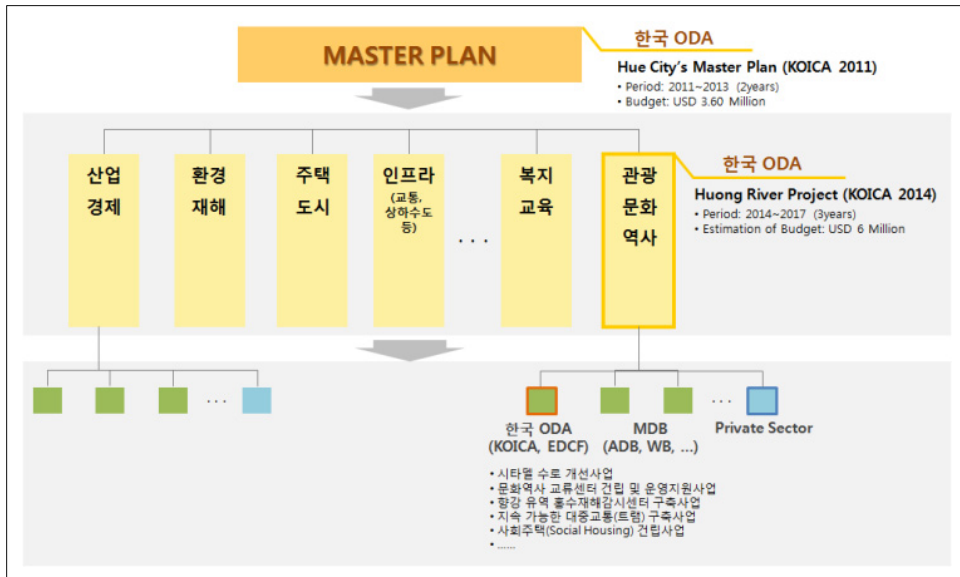 MASTER PLAN
한국 ODA
Hue City's Master Plan (KOICA 2011)
• Period: 2011~2013 (2years)
• Budget: USD 3.60 Million
산업
경제
환경
재해
주택
도시
인프라
(교통,
상하수도
등)
...
복지
교육
관광
문화
역사
한국 ODA
Huong River Project (KOICA 2014)
• Period: 2014~2017 (3years)
• Estimation of Budget: USD 6 Million
...
...
한국 ODA
(KOICA, EDCF)
MDB
(ADB, WB, ...)
Private Sector
• 시타델 수로 개선사업
• 문화역사 교류센터 건립 및 운영지원사업
• 향강 유역 홍수재해감시센터 구축사업
• 지속 가능한 대중교통(트램) 구축사업
• 사회주택(Social Housing) 건립사업
• ......